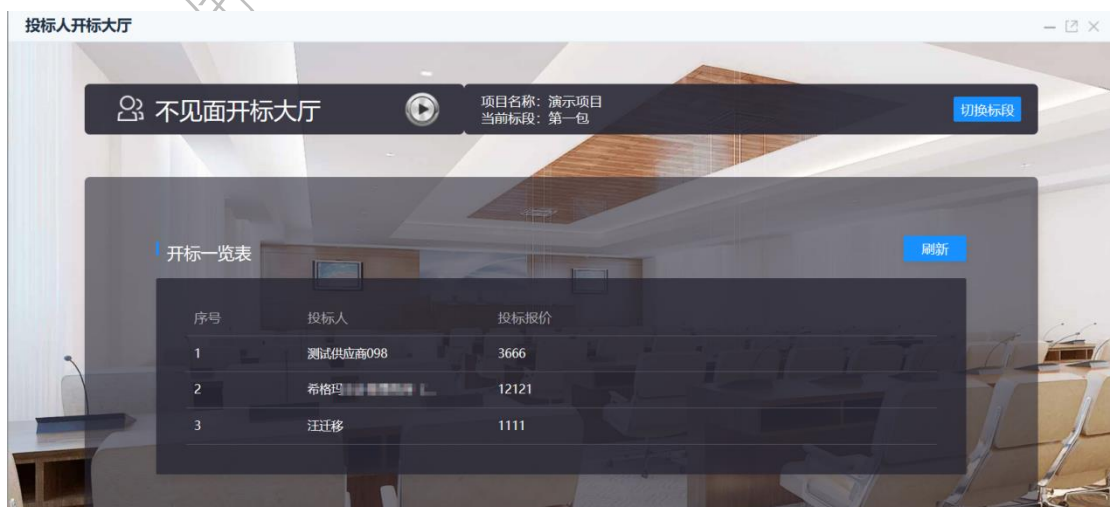 投标人开标大厅
不见面开标大厅
项目名称：演示项目
当前标段：第一包
切换标段
开标一览表
刷新
序号 投标人 投标报价
1 测试供应商098 3666
2 希格玛 12121
3 汪迁移 1111